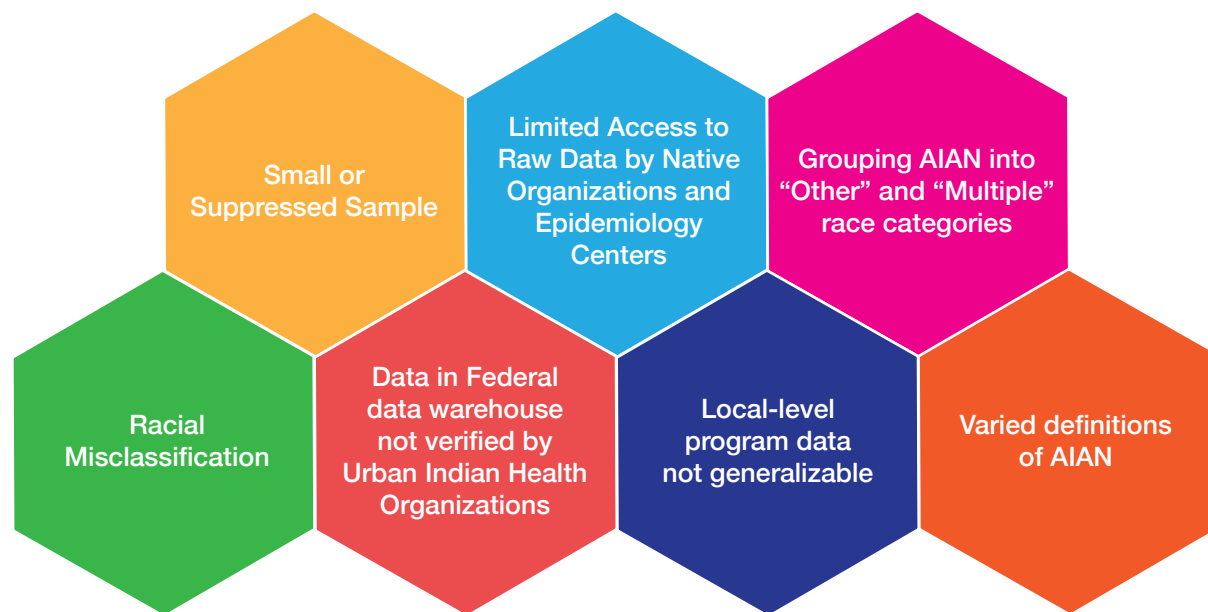 Small or
Suppressed Sample
Limited Access to
Raw Data by Native
Organizations and
Epidemiology
Centers
Grouping AIAN into
“Other” and “Multiple”
race categories
Racial
Misclassification
Data in Federal
data warehouse
not verified by
Urban Indian Health
Organizations
Local-level
program data
not generalizable
Varied definitions
of AIAN